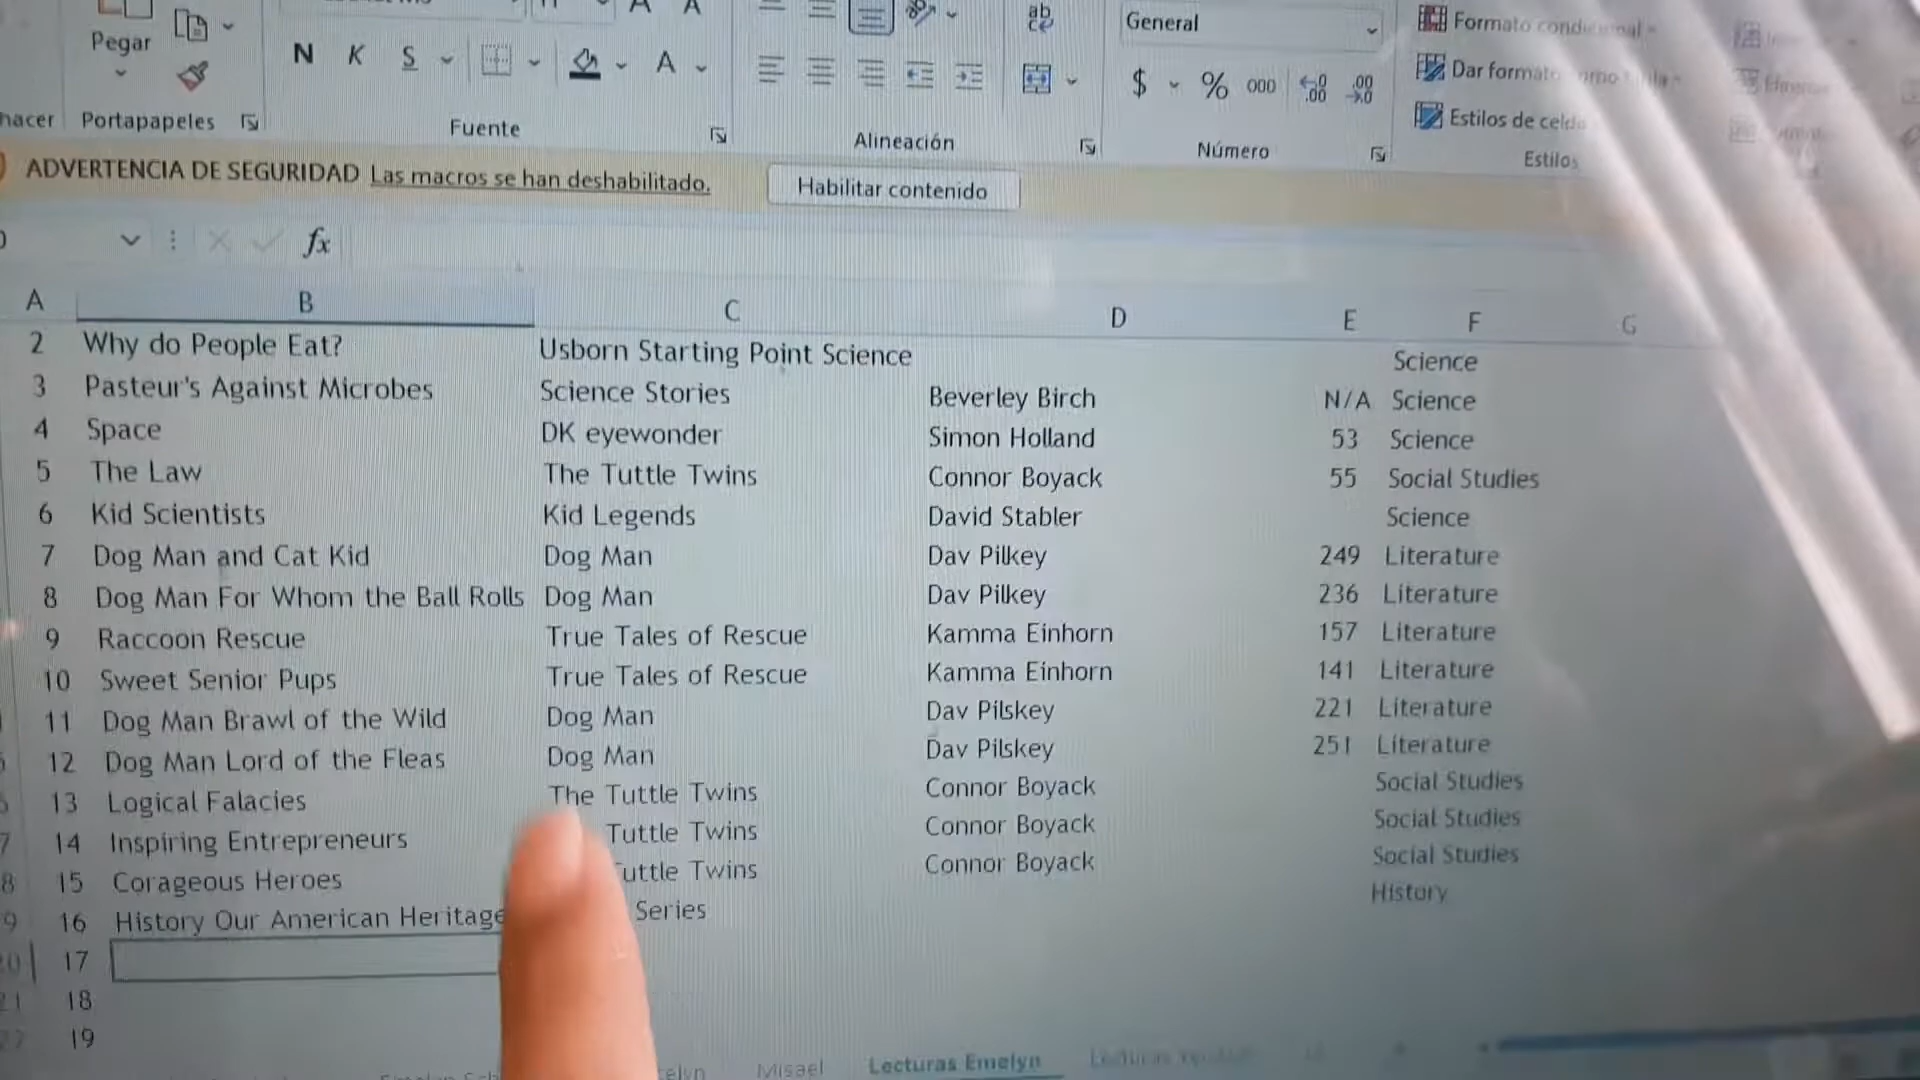 General
Formato condicional
Pegar
N K S A
$ % 000
Dar formato
Estilos de celda
hacer Portapapeles
Fuente
Alineación
Número
Estilos
ADVERTENCIA DE SEGURIDAD Las macros se han deshabilitado. Habilitar contenido
fx
A B C D E F G
2 Why do People Eat? Usborn Starting Point Science Science
3 Pasteur's Against Microbes Science Stories Beverley Birch N/A Science
4 Space DK eyewonder Simon Holland 53 Science
5 The Law The Tuttle Twins Connor Boyack 55 Social Studies
6 Kid Scientists Kid Legends David Stabler Science
7 Dog Man and Cat Kid Dog Man Dav Pilkey 249 Literature
8 Dog Man For Whom the Ball Rolls Dog Man Dav Pilkey 236 Literature
9 Raccoon Rescue True Tales of Rescue Kamma Einhorn 157 Literature
10 Sweet Senior Pups True Tales of Rescue Kamma Einhorn 141 Literature
11 Dog Man Brawl of the Wild Dog Man Dav Pilskey 221 Literature
12 Dog Man Lord of the Fleas Dog Man Dav Pilskey 251 Literature
13 Logical Falacies The Tuttle Twins Connor Boyack Social Studies
14 Inspiring Entrepreneurs Tuttle Twins Connor Boyack Social Studies
15 Corageous Heroes Tuttle Twins Connor Boyack Social Studies
16 History Our American Heritage Series History
17
18
19
Misael Lecturas Emelyn